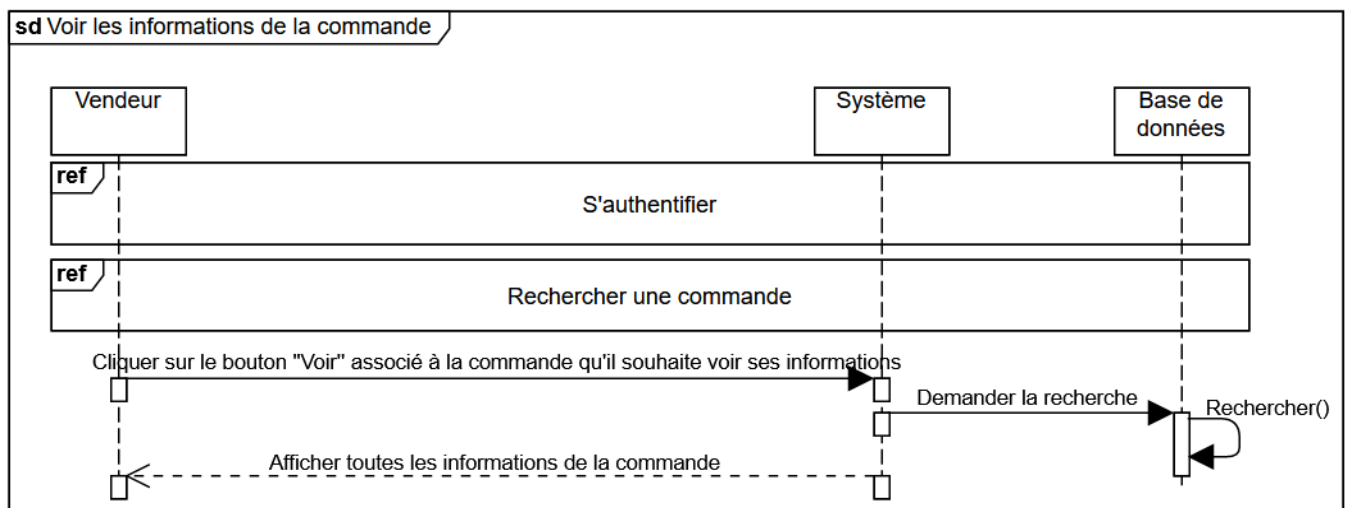 sd Voir les informations de la commande
Vendeur
Système
Base de
données
ref
S'authentifier
ref
Rechercher une commande
Cliquer sur le bouton "Voir" associé à la commande qu'il souhaite voir ses informations
Demander la recherche
Rechercher()
Afficher toutes les informations de la commande